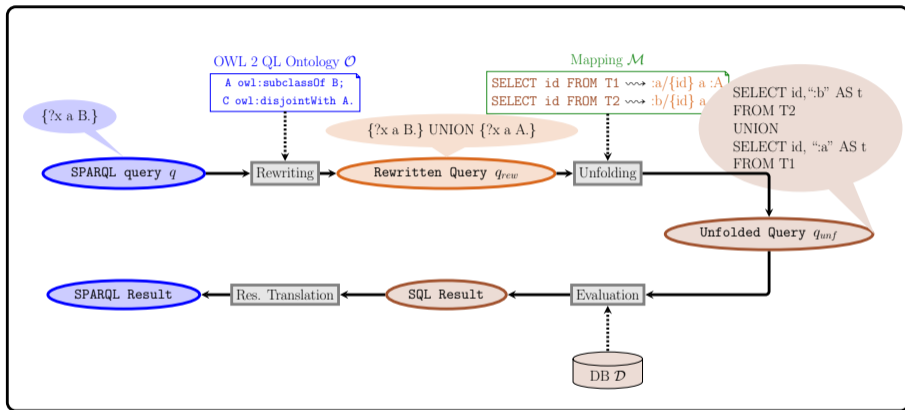 OWL 2 QL Ontology 𝒪
A owl:subclassOf B;
C owl:disjointWith A.
Mapping ℳ
SELECT id FROM T1 ⇝ :a/{id} a :A
SELECT id FROM T2 ⇝ :b/{id} a
SELECT id,“:b” AS t
FROM T2
UNION
SELECT id, “:a” AS t
FROM T1
{?x a B.}
{?x a B.} UNION {?x a A.}
SPARQL query q
Rewriting
Rewritten Query q_rew
Unfolding
Unfolded Query q_unf
SPARQL Result
Res. Translation
SQL Result
Evaluation
DB 𝒟